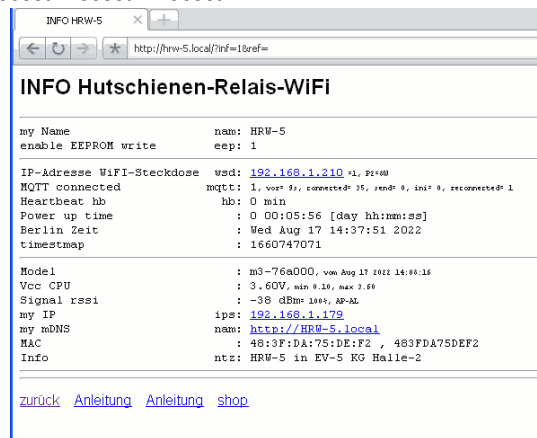 INFO HRW-5
http://hrw-5.local/?inf=1&ref=
INFO Hutschienen-Relais-WiFi
my Name nam: HRW-5
enable EEPROM write eep: 1
IP-Adresse WiFI-Steckdose wsd: 192.168.1.210 =1, Pz=8W
MQTT connected mqtt: 1, vor= 9s, connected= 35, send= 0, ini= 0, reconnected= 1
Heartbeat hb hb: 0 min
Power up time : 0 00:05:56 [day hh:mm:ss]
Berlin Zeit : Wed Aug 17 14:37:51 2022
timestmap : 1660747071
Model : m3-76a000, vom Aug 17 2022 14:08:16
Vcc CPU : 3.60V, min 0.10, max 3.60
Signal rssi : -38 dBm= 100%, AP-AL
my IP ips: 192.168.1.179
my mDNS nam: http://HRW-5.local
MAC : 48:3F:DA:75:DE:F2 , 483FDA75DEF2
Info ntz: HRW-5 in EV-5 KG Halle-2
zurück Anleitung Anleitung shop